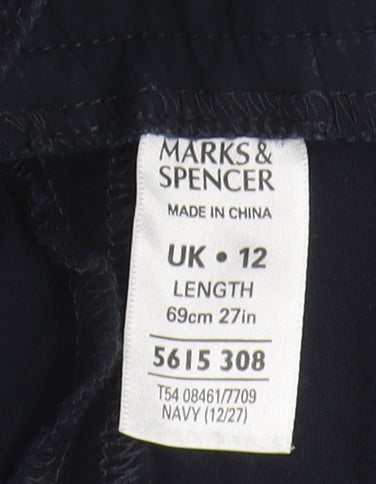 MARKS &
SPENCER
MADE IN CHINA
UK • 12
LENGTH
69cm 27in
5615 308
T54 08461/7709
NAVY (12/27)